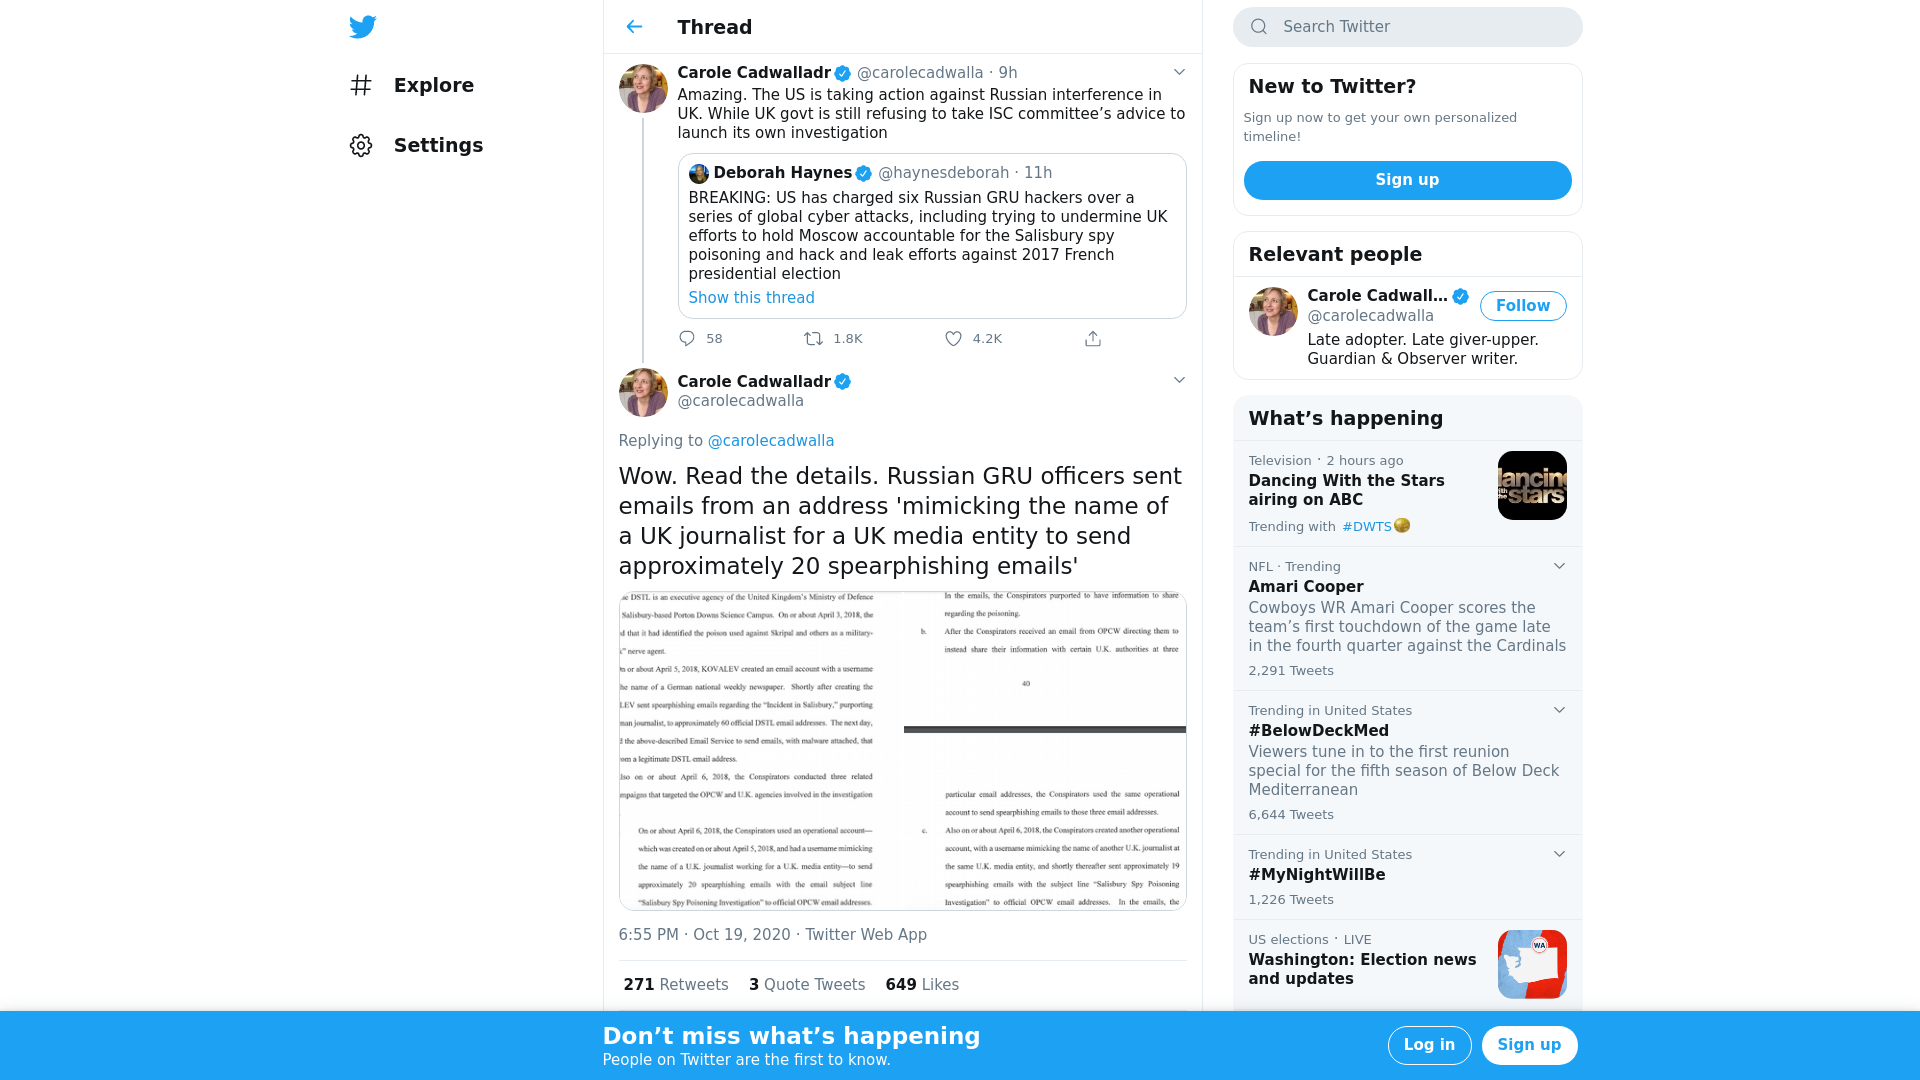 Explore
Settings
Thread
Carole Cadwalladr @carolecadwalla · 9h
Amazing. The US is taking action against Russian interference in
UK. While UK govt is still refusing to take ISC committee’s advice to
launch its own investigation
Deborah Haynes @haynesdeborah · 11h
BREAKING: US has charged six Russian GRU hackers over a
series of global cyber attacks, including trying to undermine UK
efforts to hold Moscow accountable for the Salisbury spy
poisoning and hack and leak efforts against 2017 French
presidential election
Show this thread
58 1.8K 4.2K
Carole Cadwalladr
@carolecadwalla
Replying to @carolecadwalla
Wow. Read the details. Russian GRU officers sent
emails from an address 'mimicking the name of
a UK journalist for a UK media entity to send
approximately 20 spearphishing emails'
DSTL is an executive agency of the United Kingdom’s Ministry of Defence
Salisbury-based Porton Downs Science Campus. On or about April 3, 2018, the
d that it had identified the poison used against Skripal and others as a military-
” nerve agent.
n or about April 5, 2018, KOVALEV created an email account with a username
he name of a German national weekly newspaper. Shortly after creating the
LEV sent spearphishing emails regarding the “Incident in Salisbury,” purporting
man journalist, to approximately 60 official DSTL email addresses. The next day,
d the above-described Email Service to send emails, with malware attached, that
om a legitimate DSTL email address.
lso on or about April 6, 2018, the Conspirators conducted three related
mpaigns that targeted the OPCW and U.K. agencies involved in the investigation
On or about April 6, 2018, the Conspirators used an operational account—
which was created on or about April 5, 2018, and had a username mimicking
the name of a U.K. journalist working for a U.K. media entity—to send
approximately 20 spearphishing emails with the email subject line
“Salisbury Spy Poisoning Investigation” to official OPCW email addresses.
In the emails, the Conspirators purported to have information to share
regarding the poisoning.
b. After the Conspirators received an email from OPCW directing them to
instead share their information with certain U.K. authorities at three
40
particular email addresses, the Conspirators used the same operational
account to send spearphishing emails to those three email addresses.
c. Also on or about April 6, 2018, the Conspirators created another operational
account, with a username mimicking the name of another U.K. journalist at
the same U.K. media entity, and shortly thereafter sent approximately 19
spearphishing emails with the subject line “Salisbury Spy Poisoning
Investigation” to official OPCW email addresses. In the emails, the
6:55 PM · Oct 19, 2020 · Twitter Web App
271 Retweets 3 Quote Tweets 649 Likes
Search Twitter
New to Twitter?
Sign up now to get your own personalized
timeline!
Sign up
Relevant people
Carole Cadwall…
@carolecadwalla
Follow
Late adopter. Late giver-upper.
Guardian & Observer writer.
What’s happening
Television · 2 hours ago
Dancing With the Stars
airing on ABC
Trending with #DWTS
dancing
with the stars
NFL · Trending
Amari Cooper
Cowboys WR Amari Cooper scores the
team’s first touchdown of the game late
in the fourth quarter against the Cardinals
2,291 Tweets
Trending in United States
#BelowDeckMed
Viewers tune in to the first reunion
special for the fifth season of Below Deck
Mediterranean
6,644 Tweets
Trending in United States
#MyNightWillBe
1,226 Tweets
US elections · LIVE
Washington: Election news
and updates
WA
Don’t miss what’s happening
People on Twitter are the first to know.
Log in
Sign up